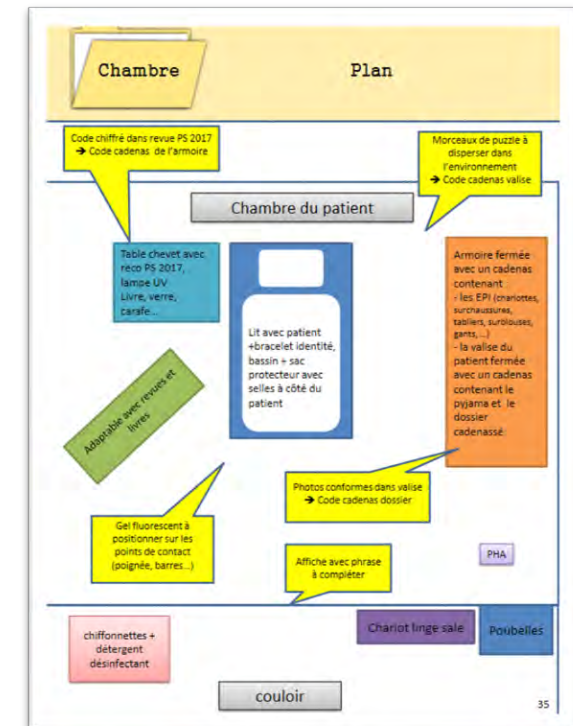 Chambre
Plan
Code chiffré dans revue PS 2017
➔ Code cadenas de l'armoire
Morceaux de puzzle à
disperser dans
l'environnement
➔ Code cadenas valise
Chambre du patient
Table chevet avec
reco PS 2017,
lampe UV
Livre, verre,
carafe...
Lit avec patient
+bracelet identité,
bassin + sac
protecteur avec
selles à côté du
patient
Armoire fermée
avec un cadenas
contenant
- les EPI (charlottes,
surchaussures,
tabliers, surblouses,
gants, ...)
- la valise du
patient fermée
avec un cadenas
contenant le
pyjama et le
dossier
cadenassé
Adaptable avec revues et
livres
Photos conformes dans valise
➔ Code cadenas dossier
Gel fluorescent à
positionner sur les
points de contact
(poignée, barres...)
Affiche avec phrase
à compléter
PHA
chiffonnettes +
détergent
désinfectant
Chariot linge sale
Poubelles
couloir
35